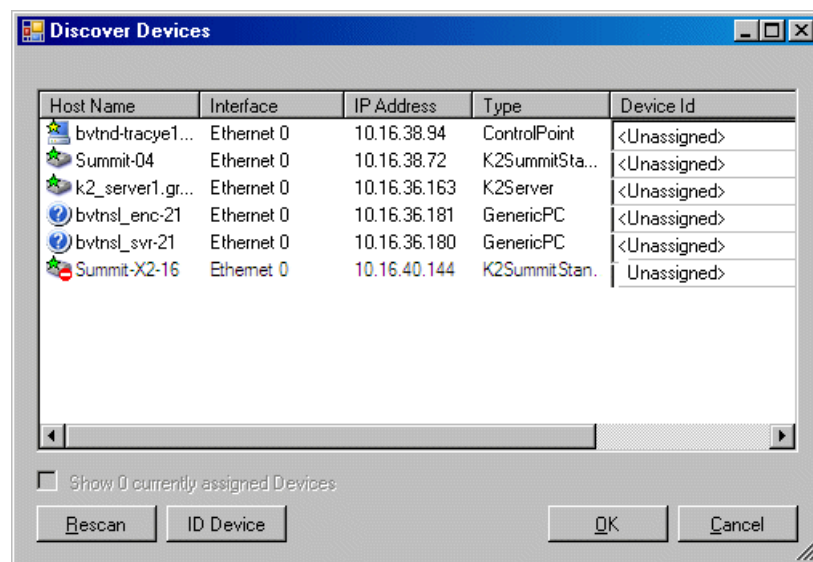 Discover Devices
Host Name Interface IP Address Type Device Id
bvtnd-tracye1... Ethernet 0 10.16.38.94 ControlPoint <Unassigned>
Summit-04 Ethernet 0 10.16.38.72 K2SummitSta... <Unassigned>
k2_server1.gr... Ethernet 0 10.16.36.163 K2Server <Unassigned>
bvtnsl_enc-21 Ethernet 0 10.16.36.181 GenericPC <Unassigned>
bvtnsl_svr-21 Ethernet 0 10.16.36.180 GenericPC <Unassigned>
Summit-X2-16 Ethernet 0 10.16.40.144 K2SummitStan. Unassigned>
Show 0 currently assigned Devices
Rescan ID Device OK Cancel